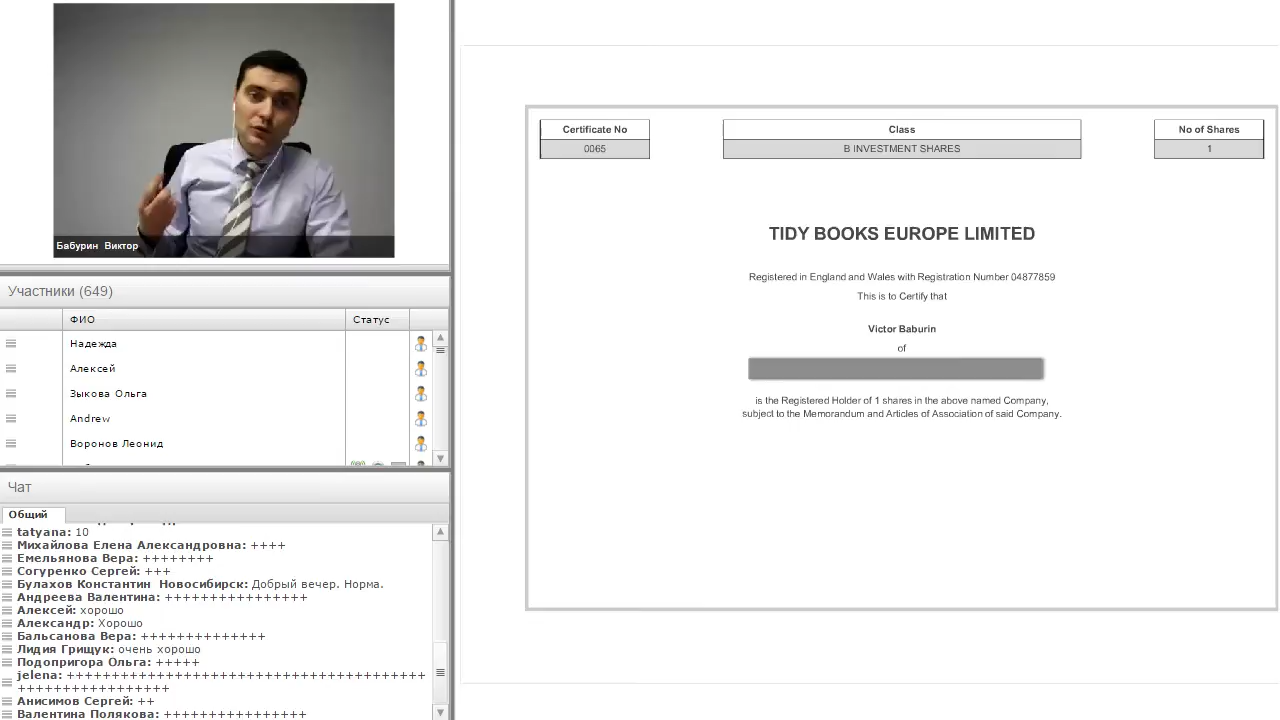 Бабурин Виктор
Участники (649)
ФИО
Статус
Надежда
Алексей
Зыкова Ольга
Andrew
Воронов Леонид
Чат
Общий
tatyana: 10
Михайлова Елена Александровна: ++++
Емельянова Вера: ++++++++
Согуренко Сергей: +++
Булахов Константин Новосибирск: Добрый вечер. Норма.
Андреева Валентина: ++++++++++++++++
Алексей: хорошо
Александр: Хорошо
Бальсанова Вера: ++++++++++++++
Лидия Грищук: очень хорошо
Подопригора Ольга: +++++
jelena: ++++++++++++++++++++++++++++++++++++++++
+++++++++++++++++
Анисимов Сергей: ++
Валентина Полякова: ++++++++++++++++
Certificate No
0065
Class
B INVESTMENT SHARES
No of Shares
1
TIDY BOOKS EUROPE LIMITED
Registered in England and Wales with Registration Number 04877859
This is to Certify that
Victor Baburin
of
is the Registered Holder of 1 shares in the above named Company,
subject to the Memorandum and Articles of Association of said Company.